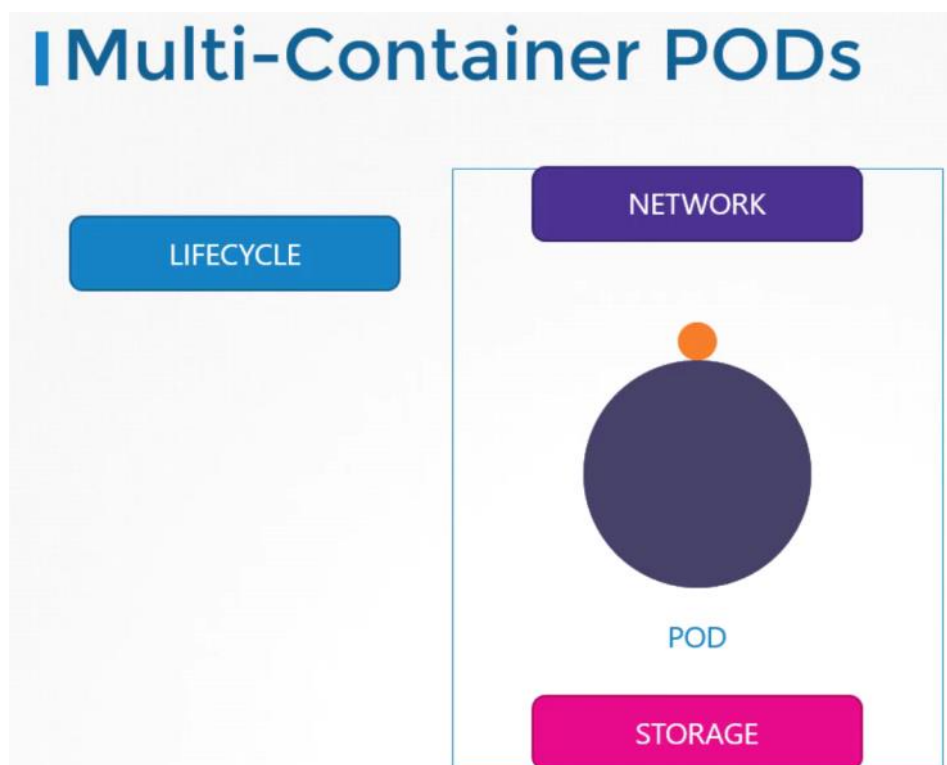 Multi-Container PODs
LIFECYCLE
NETWORK
POD
STORAGE